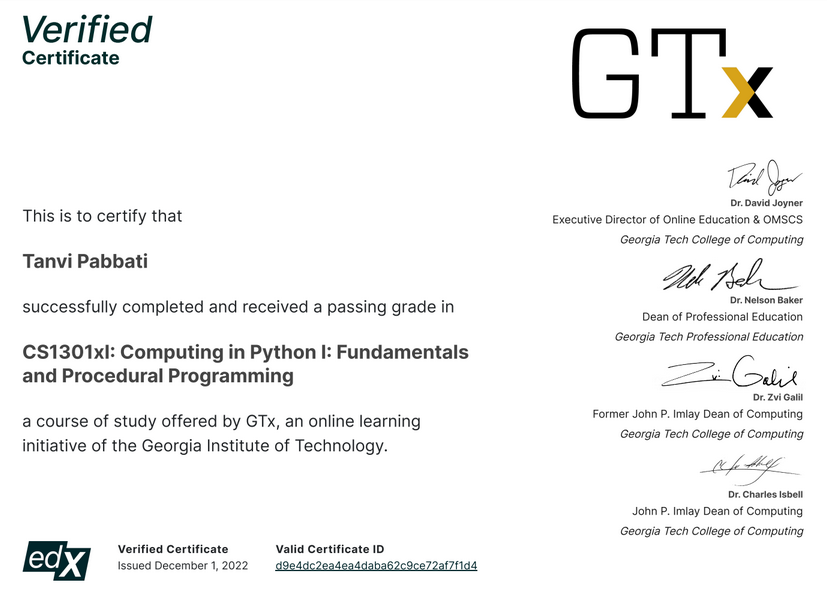 Verified
Certificate
GTx
This is to certify that
Tanvi Pabbati
successfully completed and received a passing grade in
CS1301xI: Computing in Python I: Fundamentals
and Procedural Programming
a course of study offered by GTx, an online learning
initiative of the Georgia Institute of Technology.
Dr. David Joyner
Executive Director of Online Education & OMSCS
Georgia Tech College of Computing
Dr. Nelson Baker
Dean of Professional Education
Georgia Tech Professional Education
Zvi Galil
Dr. Zvi Galil
Former John P. Imlay Dean of Computing
Georgia Tech College of Computing
Dr. Charles Isbell
John P. Imlay Dean of Computing
Georgia Tech College of Computing
edX
Verified Certificate
Issued December 1, 2022
Valid Certificate ID
d9e4dc2ea4ea4daba62c9ce72af7f1d4